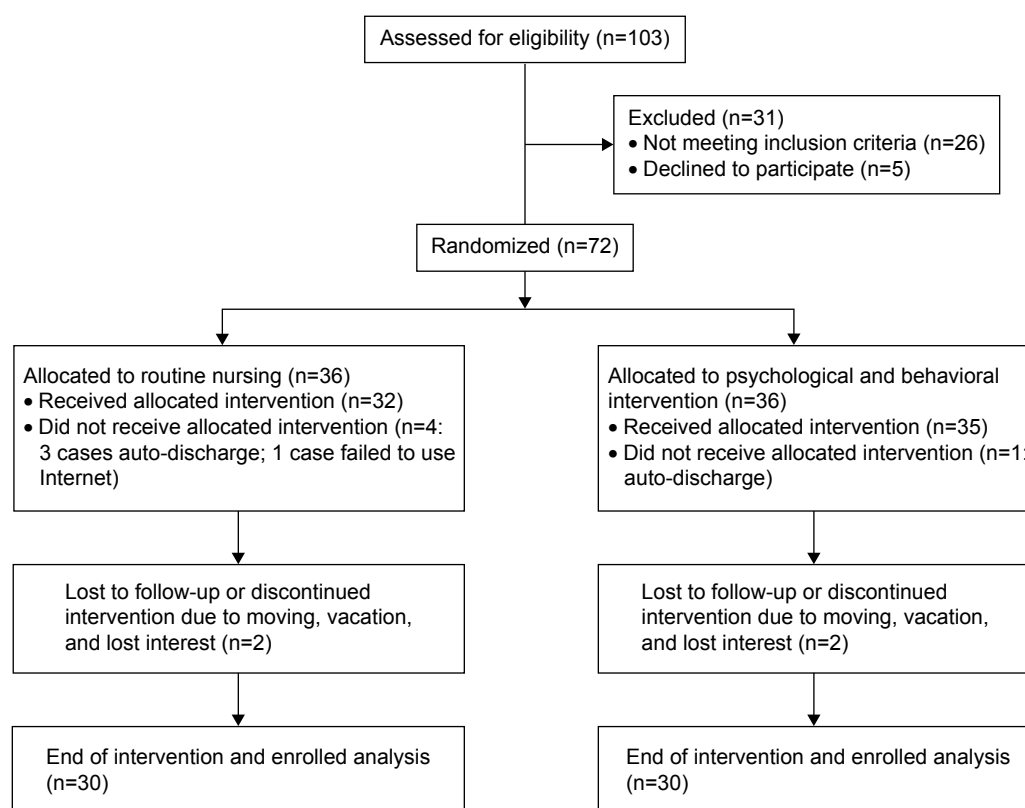 Assessed for eligibility (n=103)
Excluded (n=31)
• Not meeting inclusion criteria (n=26)
• Declined to participate (n=5)
Randomized (n=72)
Allocated to routine nursing (n=36)
• Received allocated intervention (n=32)
• Did not receive allocated intervention (n=4:
3 cases auto-discharge; 1 case failed to use
Internet)
Allocated to psychological and behavioral
intervention (n=36)
• Received allocated intervention (n=35)
• Did not receive allocated intervention (n=1:
auto-discharge)
Lost to follow-up or discontinued
intervention due to moving, vacation,
and lost interest (n=2)
Lost to follow-up or discontinued
intervention due to moving, vacation,
and lost interest (n=2)
End of intervention and enrolled analysis
(n=30)
End of intervention and enrolled analysis
(n=30)